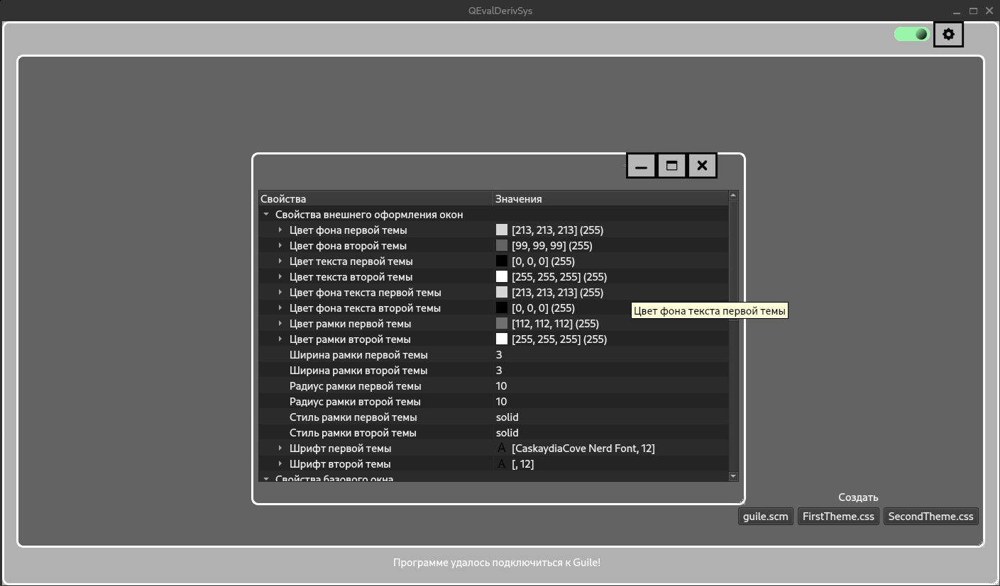 QEvalDerivSys
Свойства Значения
Свойства внешнего оформления окон
Цвет фона первой темы [213, 213, 213] (255)
Цвет фона второй темы [99, 99, 99] (255)
Цвет текста первой темы [0, 0, 0] (255)
Цвет текста второй темы [255, 255, 255] (255)
Цвет фона текста первой темы [213, 213, 213] (255)
Цвет фона текста второй темы [0, 0, 0] (255)
Цвет фона текста первой темы
Цвет рамки первой темы [112, 112, 112] (255)
Цвет рамки второй темы [255, 255, 255] (255)
Ширина рамки первой темы 3
Ширина рамки второй темы 3
Радиус рамки первой темы 10
Радиус рамки второй темы 10
Стиль рамки первой темы solid
Стиль рамки второй темы solid
Шрифт первой темы A [CaskaydiaCove Nerd Font, 12]
Шрифт второй темы A [, 12]
Свойства базового окна
Создать
guile.scm FirstTheme.css SecondTheme.css
Программе удалось подключиться к Guile!